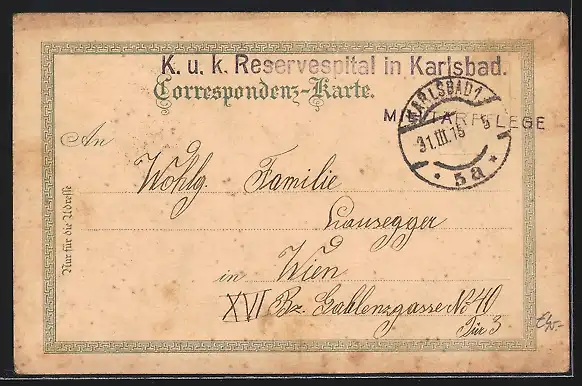 K. u. k. Reservespital in Karlsbad.
Correspondenz-Karte.
KARLSBAD 1
MILITÄRPFLEGE
31.III.15
5a
An
Wohlg. Familie
Hausegger
in Wien
XVI Bz. Gablenzgasse No 40
Tür 3
Nur für die Adresse